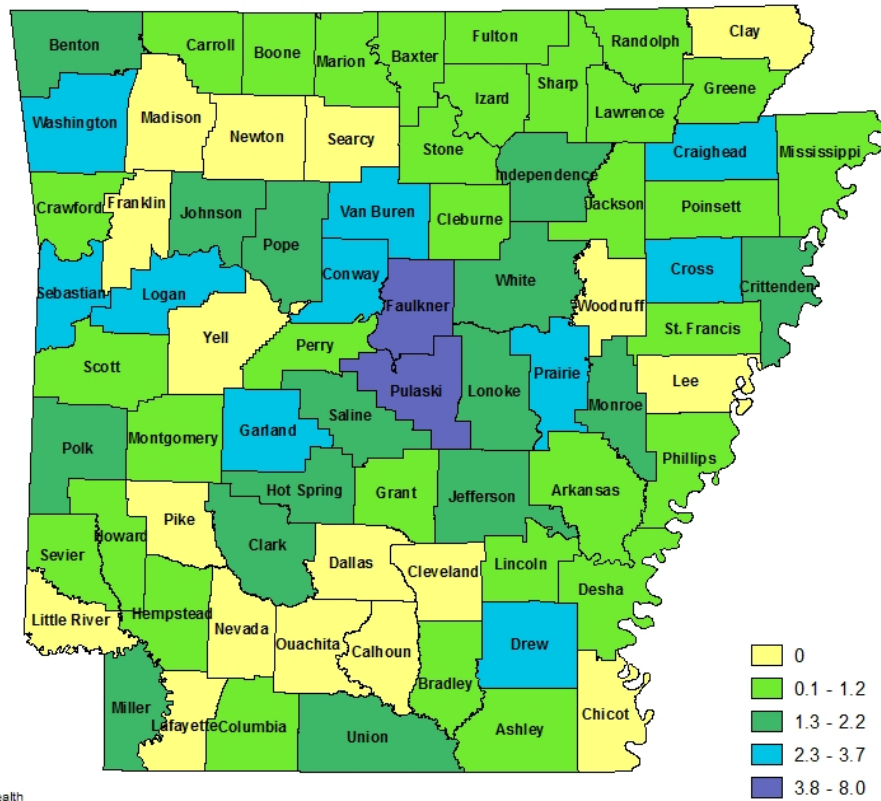 Benton
Carroll
Boone
Marion
Baxter
Fulton
Randolph
Clay
Washington
Madison
Newton
Searcy
Stone
Izard
Sharp
Lawrence
Greene
Craighead
Mississippi
Crawford
Franklin
Johnson
Pope
Van Buren
Cleburne
Independence
Jackson
Poinsett
Sebastian
Logan
Conway
Faulkner
White
Woodruff
Cross
Crittenden
Scott
Yell
Perry
Pulaski
Lonoke
Prairie
Monroe
St. Francis
Lee
Polk
Montgomery
Garland
Saline
Phillips
Hot Spring
Grant
Jefferson
Arkansas
Sevier
Howard
Pike
Clark
Dallas
Cleveland
Lincoln
Desha
Little River
Hempstead
Nevada
Ouachita
Calhoun
Bradley
Drew
Miller
Lafayette
Columbia
Union
Ashley
Chicot
0
0.1 - 1.2
1.3 - 2.2
2.3 - 3.7
3.8 - 8.0